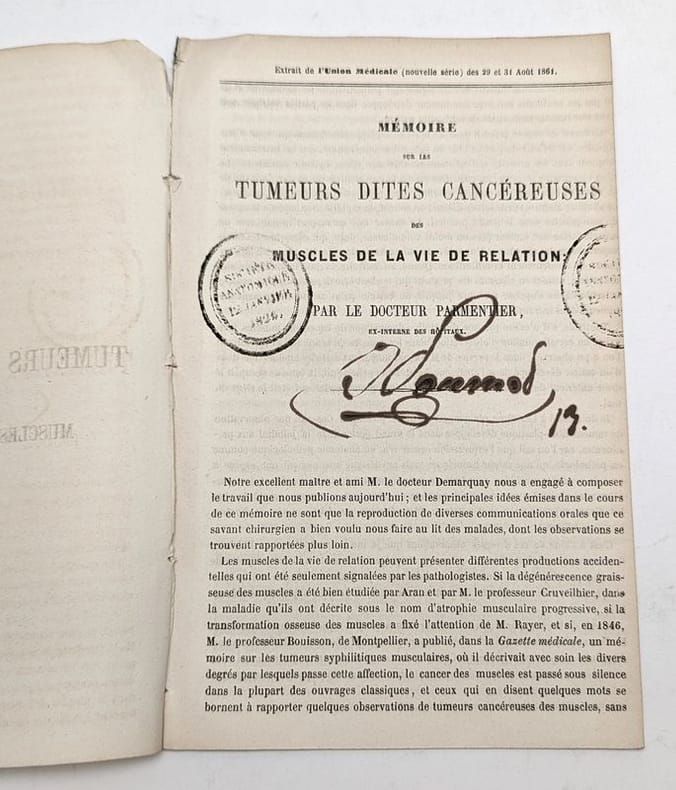 Extrait de l'Union Médicale (nouvelle série) des 29 et 31 Août 1861.
MÉMOIRE
SUR LES
TUMEURS DITES CANCÉREUSES
DES
MUSCLES DE LA VIE DE RELATION;
SOCIÉTÉ
ANATOMIQUE
12 JANVIER
1826
PAR LE DOCTEUR PARMENTIER,
EX-INTERNE DES HÔPITAUX.
13.
Notre excellent maître et ami M. le docteur Demarquay nous a engagé à composer
le travail que nous publions aujourd'hui; et les principales idées émises dans le cours
de ce mémoire ne sont que la reproduction de diverses communications orales que ce
savant chirurgien a bien voulu nous faire au lit des malades, dont les observations se
trouvent rapportées plus loin.
Les muscles de la vie de relation peuvent présenter différentes productions acciden-
telles qui ont été seulement signalées par les pathologistes. Si la dégénérescence grais-
seuse des muscles a été bien étudiée par Aran et par M. le professeur Cruveilhier, dans
la maladie qu'ils ont décrite sous le nom d'atrophie musculaire progressive, si la
transformation osseuse des muscles a fixé l'attention de M. Rayer, et si, en 1846,
M. le professeur Bouisson, de Montpellier, a publié, dans la Gazette médicale, un mé-
moire sur les tumeurs syphilitiques musculaires, où il décrivait avec soin les divers
degrés par lesquels passe cette affection, le cancer des muscles est passé sous silence
dans la plupart des ouvrages classiques, et ceux qui en disent quelques mots se
bornent à rapporter quelques observations de tumeurs cancéreuses des muscles, sans
TUMEURS
MUSCLES